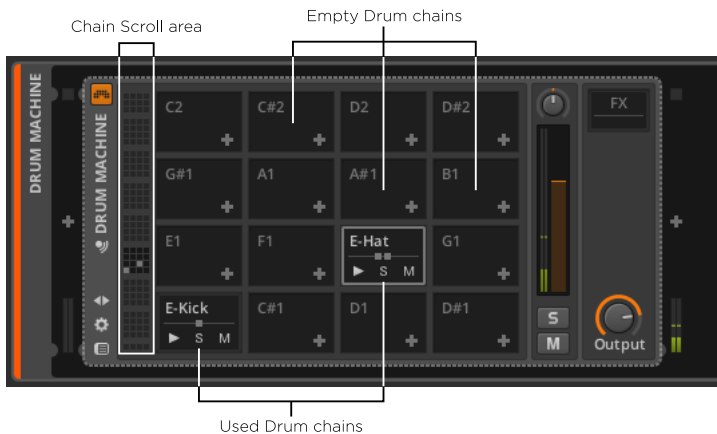 Empty Drum chains
Chain Scroll area
DRUM MACHINE
DRUM MACHINE
C2
C#2
D2
D#2
FX
G#1
A1
A#1
B1
E1
F1
E-Hat
S M
G1
E-Kick
S M
C#1
D1
D#1
S
M
Output
Used Drum chains